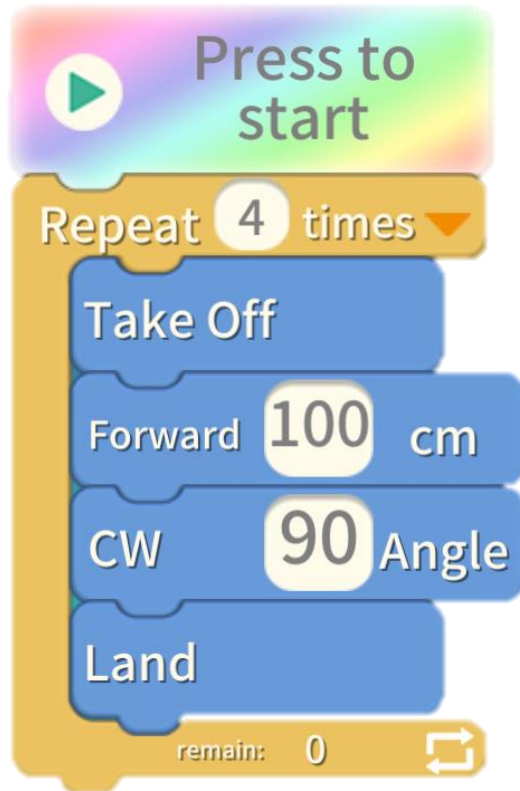 Press to
start
Repeat 4 times
Take Off
Forward 100 cm
CW 90 Angle
Land
remain: 0